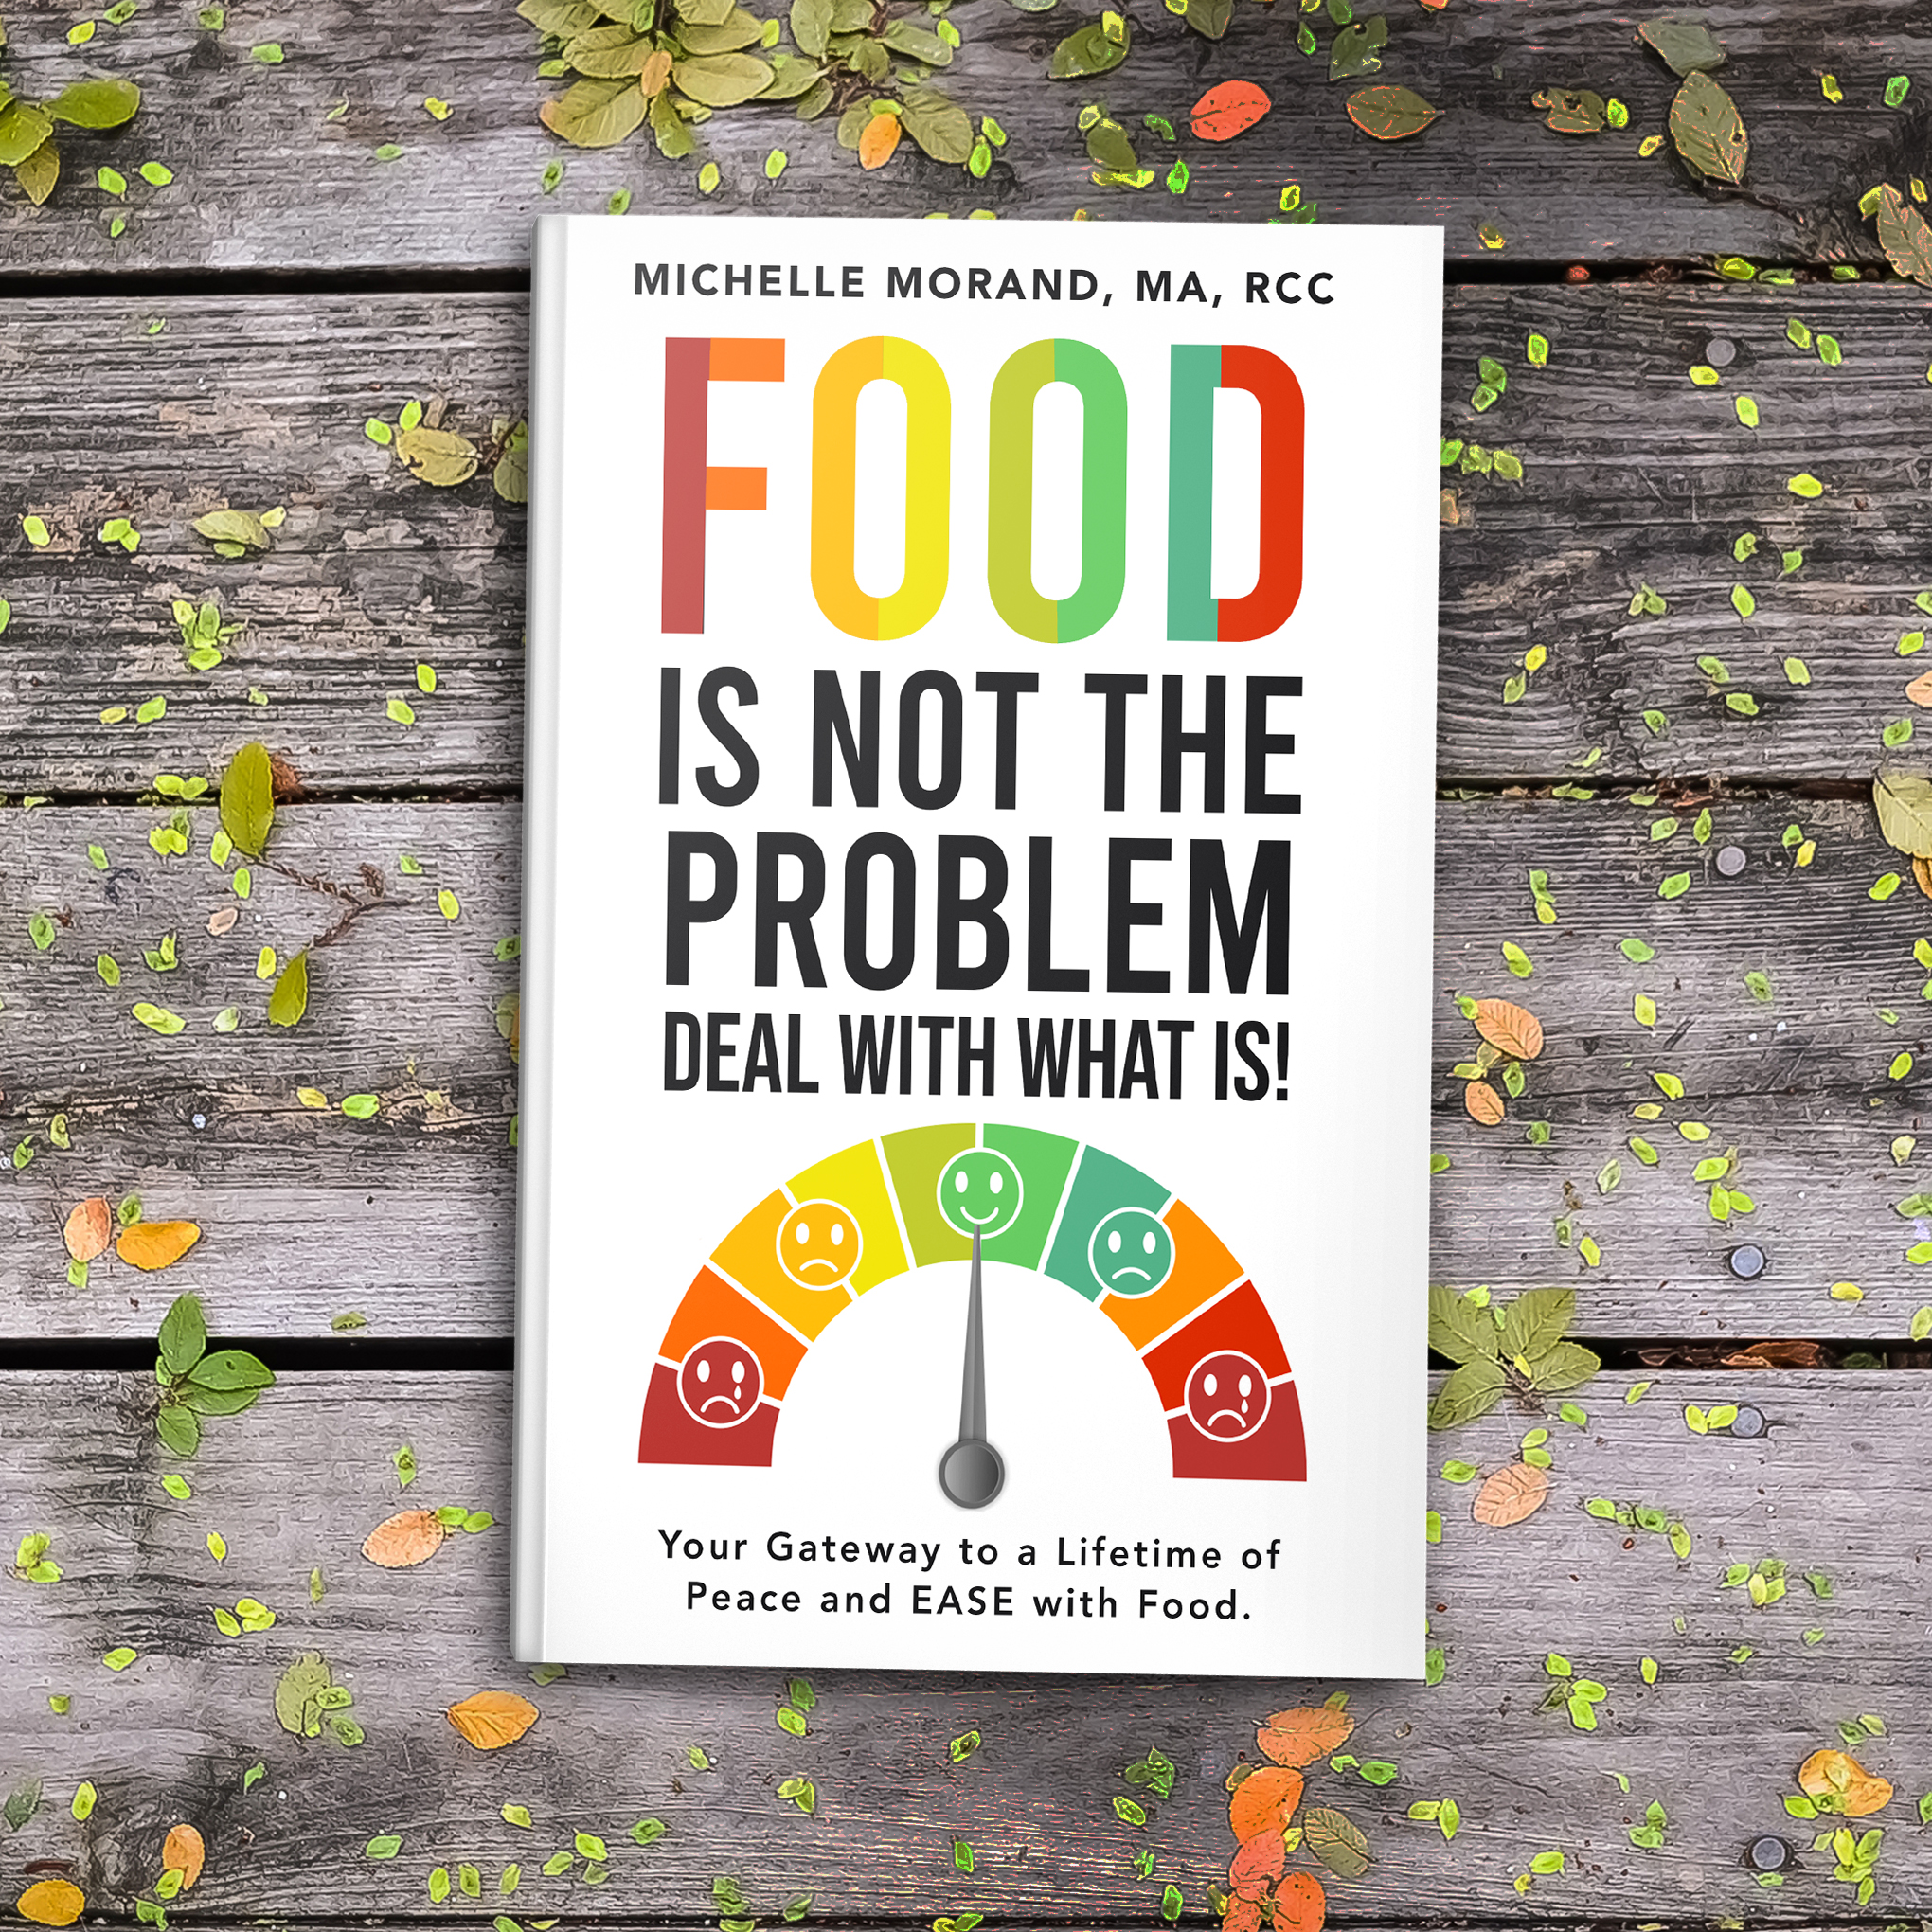 MICHELLE MORAND, MA, RCC
FOOD
IS NOT THE
PROBLEM
DEAL WITH WHAT IS!
Your Gateway to a Lifetime of
Peace and EASE with Food.